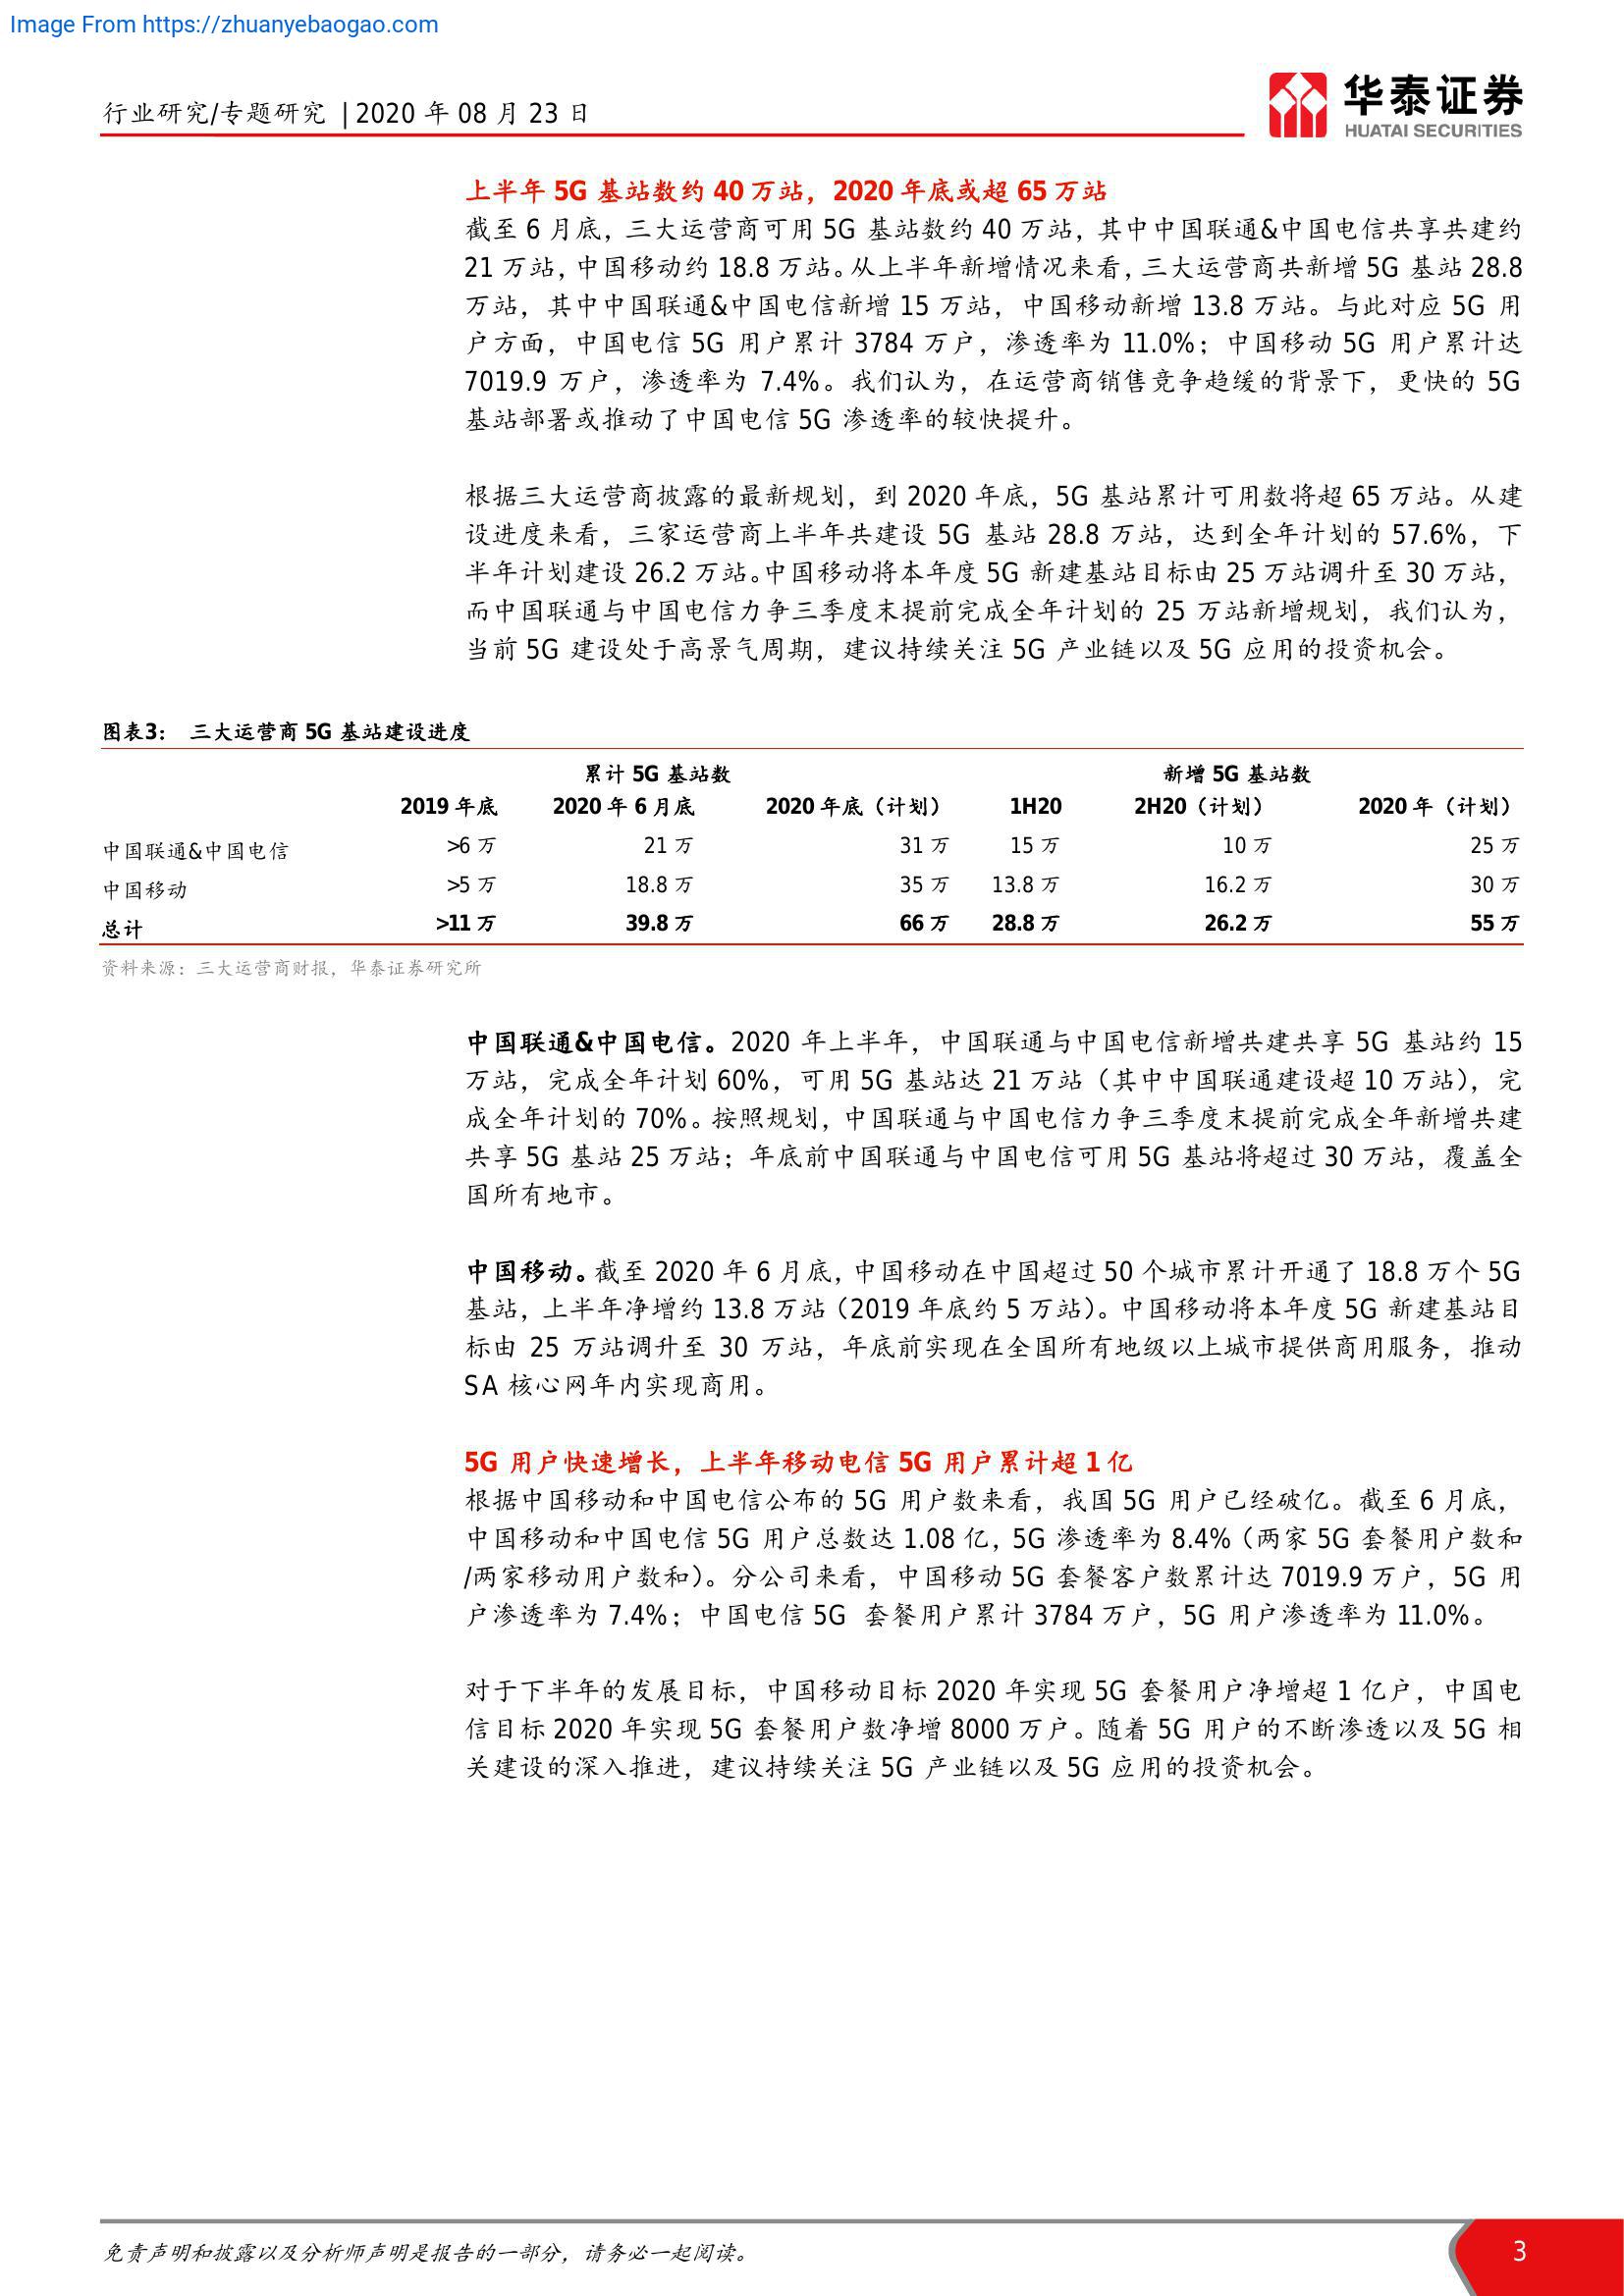 Image From https://zhuanyebaogao.com
行业研究/专题研究 | 2020 年 08 月 23 日
华泰证券
HUATAI SECURITIES
上半年 5G 基站数约 40 万站，2020 年底或超 65 万站
截至 6 月底，三大运营商可用 5G 基站数约 40 万站，其中中国联通&中国电信共享共建约
21 万站，中国移动约 18.8 万站。从上半年新增情况来看，三大运营商共新增 5G 基站 28.8
万站，其中中国联通&中国电信新增 15 万站，中国移动新增 13.8 万站。与此对应 5G 用
户方面，中国电信 5G 用户累计 3784 万户，渗透率为 11.0%；中国移动 5G 用户累计达
7019.9 万户，渗透率为 7.4%。我们认为，在运营商销售竞争趋缓的背景下，更快的 5G
基站部署或推动了中国电信 5G 渗透率的较快提升。
根据三大运营商披露的最新规划，到 2020 年底，5G 基站累计可用数将超 65 万站。从建
设进度来看，三家运营商上半年共建设 5G 基站 28.8 万站，达到全年计划的 57.6%，下
半年计划建设 26.2 万站。中国移动将本年度 5G 新建基站目标由 25 万站调升至 30 万站，
而中国联通与中国电信力争三季度末提前完成全年计划的 25 万站新增规划，我们认为，
当前 5G 建设处于高景气周期，建议持续关注 5G 产业链以及 5G 应用的投资机会。
图表3： 三大运营商 5G 基站建设进度
累计 5G 基站数 新增 5G 基站数
2019 年底 2020 年 6 月底 2020 年底（计划） 1H20 2H20（计划） 2020 年（计划）
中国联通&中国电信 >6 万 21 万 31 万 15 万 10 万 25 万
中国移动 >5 万 18.8 万 35 万 13.8 万 16.2 万 30 万
总计 >11 万 39.8 万 66 万 28.8 万 26.2 万 55 万
资料来源：三大运营商财报，华泰证券研究所
中国联通&中国电信。2020 年上半年，中国联通与中国电信新增共建共享 5G 基站约 15
万站，完成全年计划 60%，可用 5G 基站达 21 万站（其中中国联通建设超 10 万站），完
成全年计划的 70%。按照规划，中国联通与中国电信力争三季度末提前完成全年新增共建
共享 5G 基站 25 万站；年底前中国联通与中国电信可用 5G 基站将超过 30 万站，覆盖全
国所有地市。
中国移动。截至 2020 年 6 月底，中国移动在中国超过 50 个城市累计开通了 18.8 万个 5G
基站，上半年净增约 13.8 万站（2019 年底约 5 万站）。中国移动将本年度 5G 新建基站目
标由 25 万站调升至 30 万站，年底前实现在全国所有地级以上城市提供商用服务，推动
SA 核心网年内实现商用。
5G 用户快速增长，上半年移动电信 5G 用户累计超 1 亿
根据中国移动和中国电信公布的 5G 用户数来看，我国 5G 用户已经破亿。截至 6 月底，
中国移动和中国电信 5G 用户总数达 1.08 亿，5G 渗透率为 8.4%（两家 5G 套餐用户数和
/两家移动用户数和）。分公司来看，中国移动 5G 套餐客户数累计达 7019.9 万户，5G 用
户渗透率为 7.4%；中国电信 5G 套餐用户累计 3784 万户，5G 用户渗透率为 11.0%。
对于下半年的发展目标，中国移动目标 2020 年实现 5G 套餐用户净增超 1 亿户，中国电
信目标 2020 年实现 5G 套餐用户数净增 8000 万户。随着 5G 用户的不断渗透以及 5G 相
关建设的深入推进，建议持续关注 5G 产业链以及 5G 应用的投资机会。
免责声明和披露以及分析师声明是报告的一部分，请务必一起阅读。
3